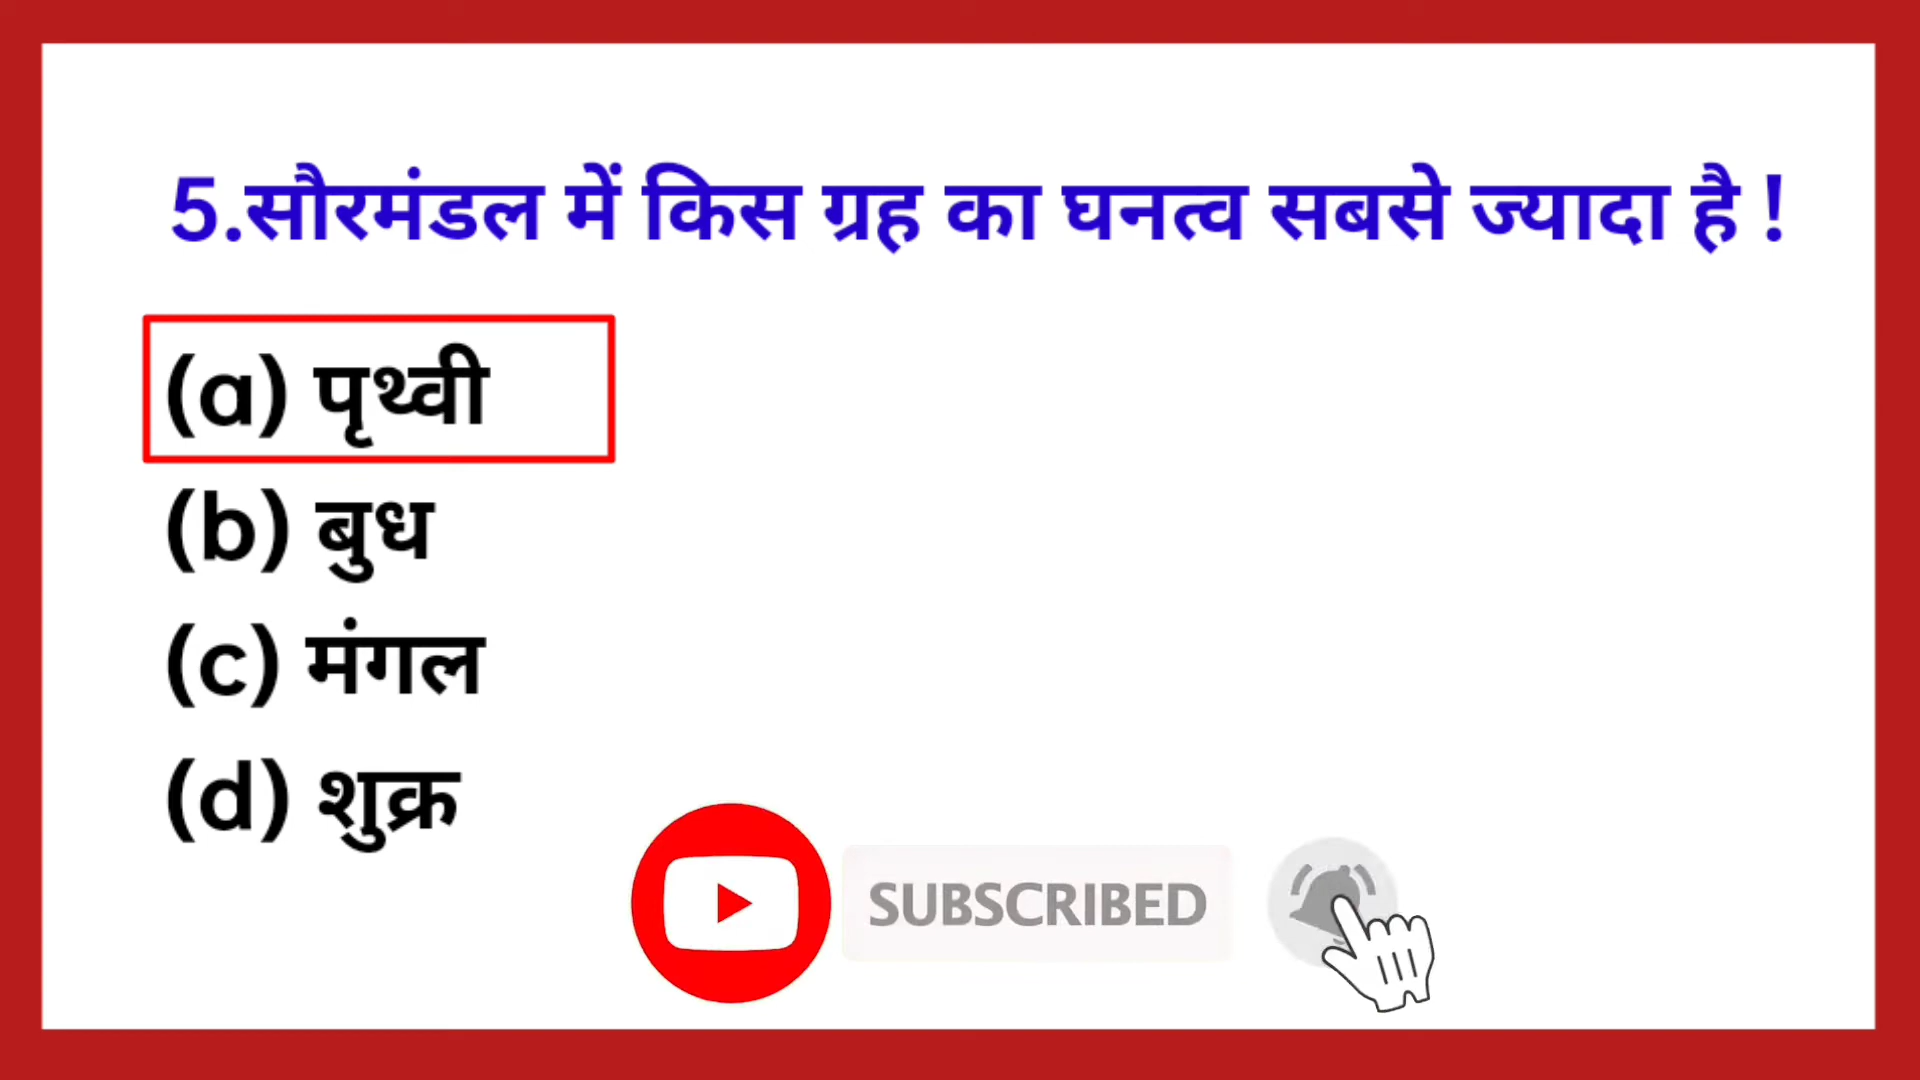 5.सौरमंडल में किस ग्रह का घनत्व सबसे ज्यादा है !
(a) पृथ्वी
(b) बुध
(c) मंगल
(d) शुक्र
SUBSCRIBED